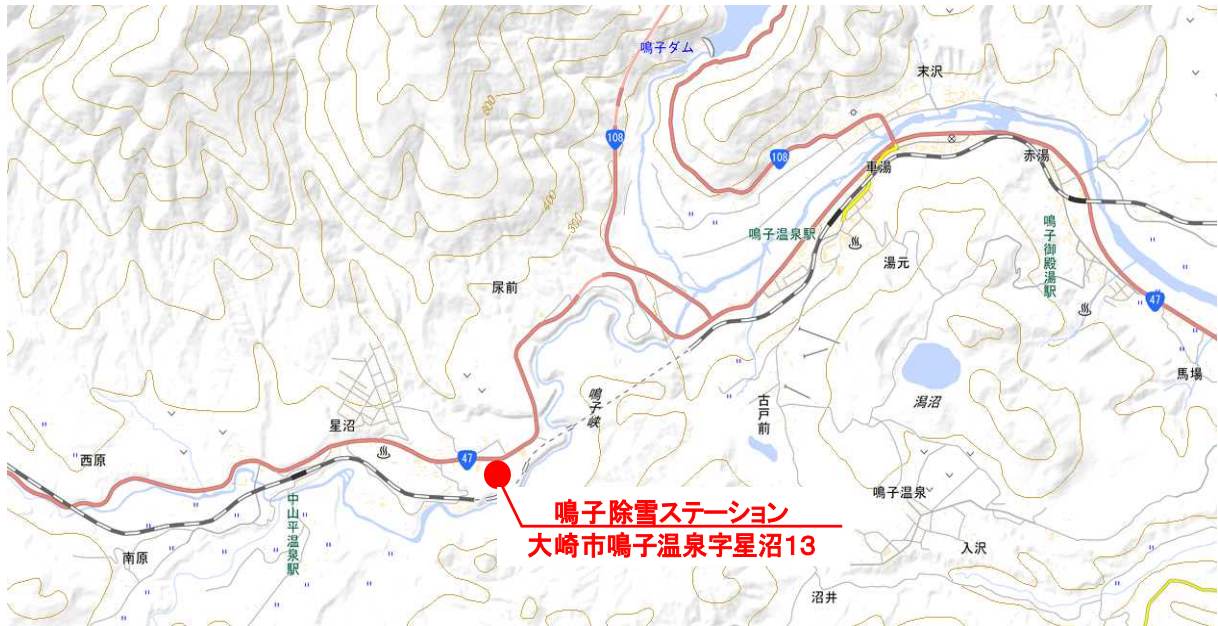 鳴子ダム
末沢
108
108
車湯
赤湯
鳴子温泉駅
湯元
鳴子御殿湯駅
600
400
300
尿前
47
馬場
潟沼
鳴子峡
古戸前
星沼
西原
47
中山平温泉駅
南原
鳴子温泉
入沢
沼井
鳴子除雪ステーション
大崎市鳴子温泉字星沼13